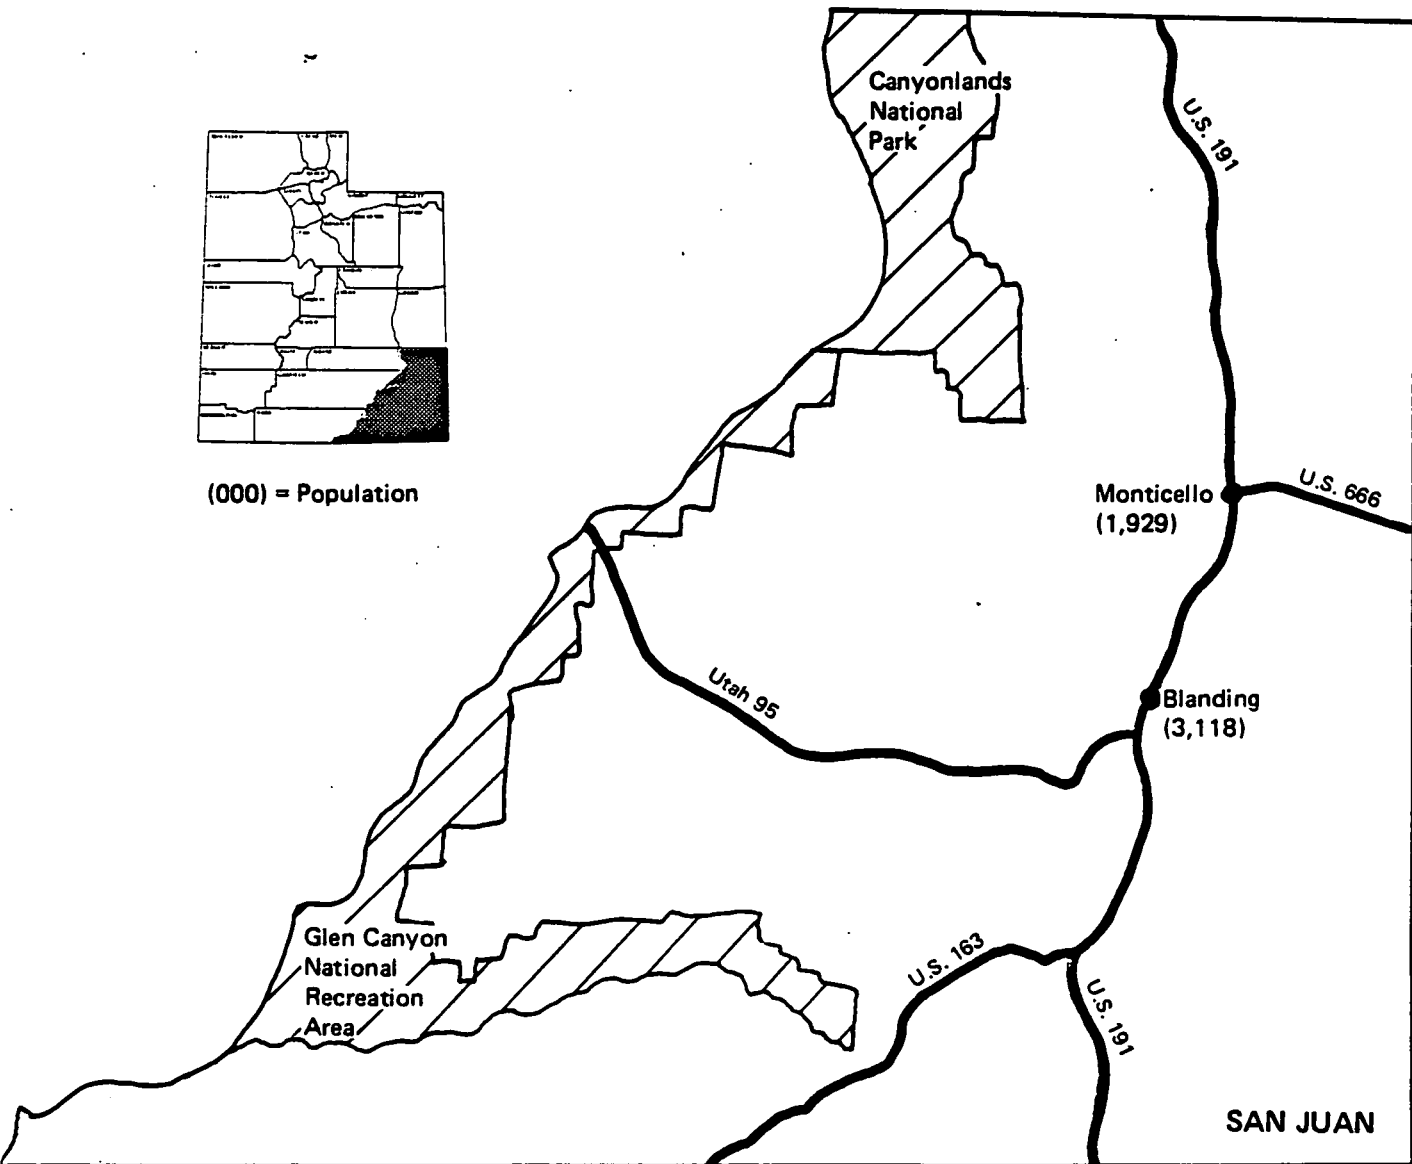 Canyonlands
National
Park
U.S. 191
(000) = Population
Monticello
(1,929)
U.S. 666
Utah 95
Blanding
(3,118)
Glen Canyon
National
Recreation
Area
U.S. 163
U.S. 191
SAN JUAN